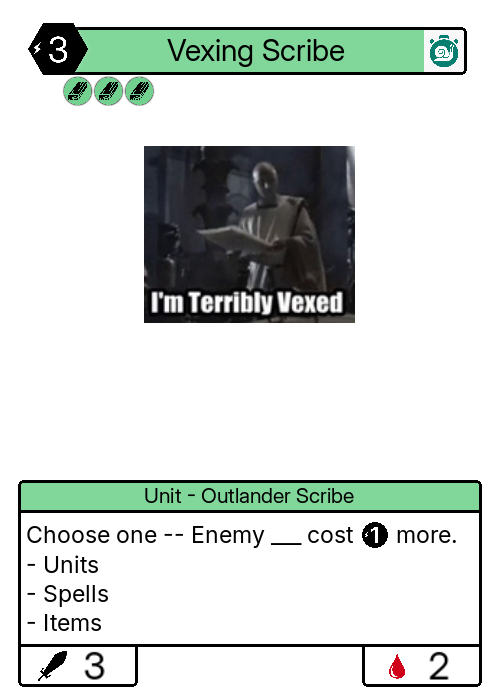 3 Vexing Scribe
I'm Terribly Vexed
Unit - Outlander Scribe
Choose one -- Enemy ___ cost 1 more.
- Units
- Spells
- Items
3 2